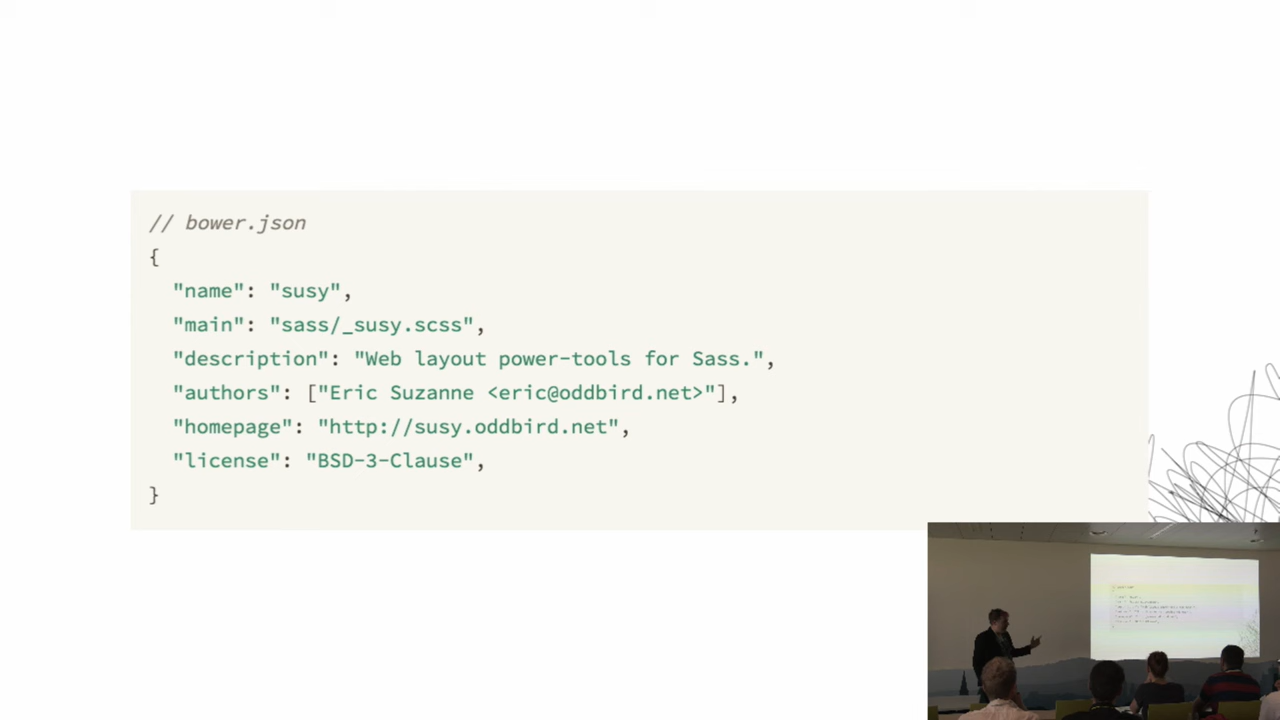 // bower.json
{
"name": "susy",
"main": "sass/_susy.scss",
"description": "Web layout power-tools for Sass.",
"authors": ["Eric Suzanne <eric@oddbird.net>"],
"homepage": "http://susy.oddbird.net",
"license": "BSD-3-Clause",
}